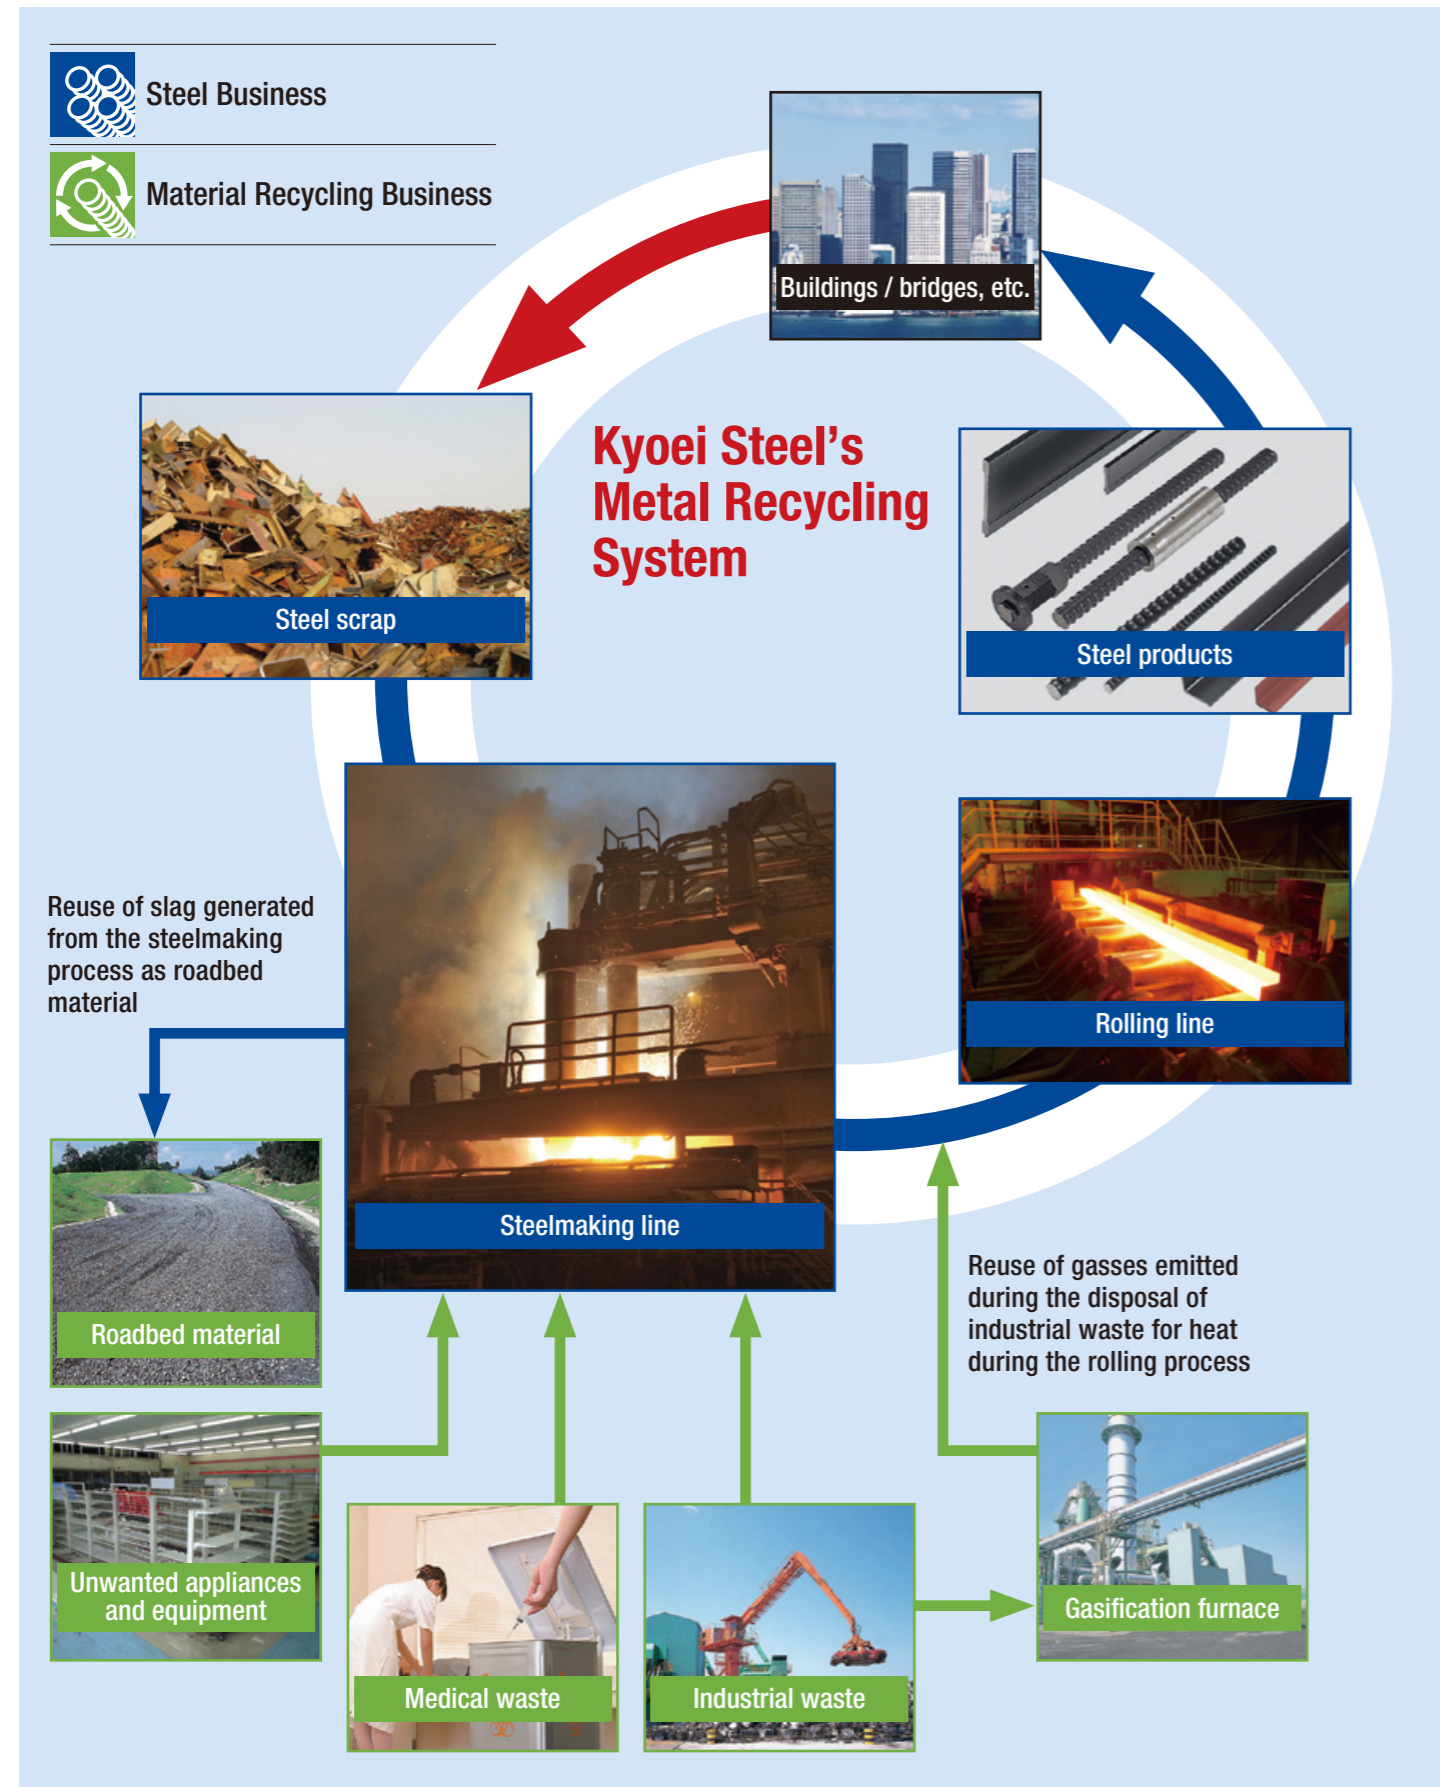 Steel Business
Material Recycling Business
Buildings / bridges, etc.
Kyoei Steel's
Metal Recycling
System
Steel scrap
Steel products
Rolling line
Reuse of slag generated
from the steelmaking
process as roadbed
material
Steelmaking line
Roadbed material
Reuse of gasses emitted
during the disposal of
industrial waste for heat
during the rolling process
Unwanted appliances
and equipment
Medical waste
Industrial waste
Gasification furnace